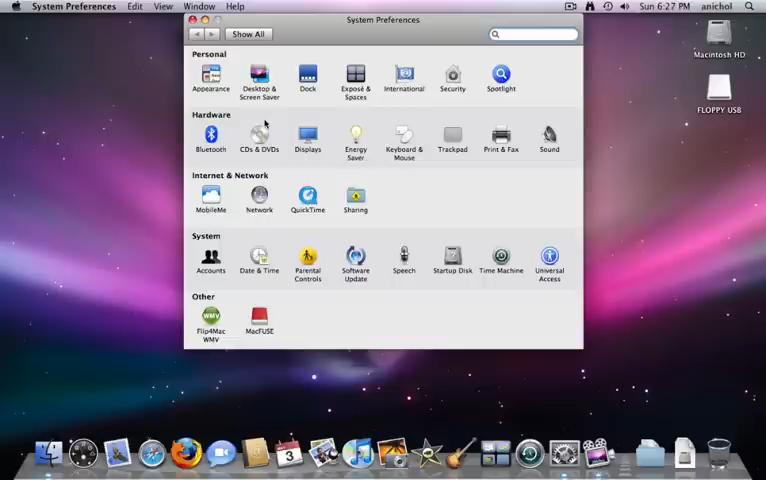 System Preferences Edit View Window Help Sun 6:27 PM anichol
System Preferences
Show All
Macintosh HD
FLOPPY USB
Personal
Appearance
Desktop &
Screen Saver
Dock
Exposé &
Spaces
International
Security
Spotlight
Hardware
Bluetooth
CDs & DVDs
Displays
Energy
Saver
Keyboard &
Mouse
Trackpad
Print & Fax
Sound
Internet & Network
MobileMe
Network
QuickTime
Sharing
System
Accounts
Date & Time
Parental
Controls
Software
Update
Speech
Startup Disk
Time Machine
Universal
Access
Other
WMV
Flip4Mac
WMV
MacFUSE
3